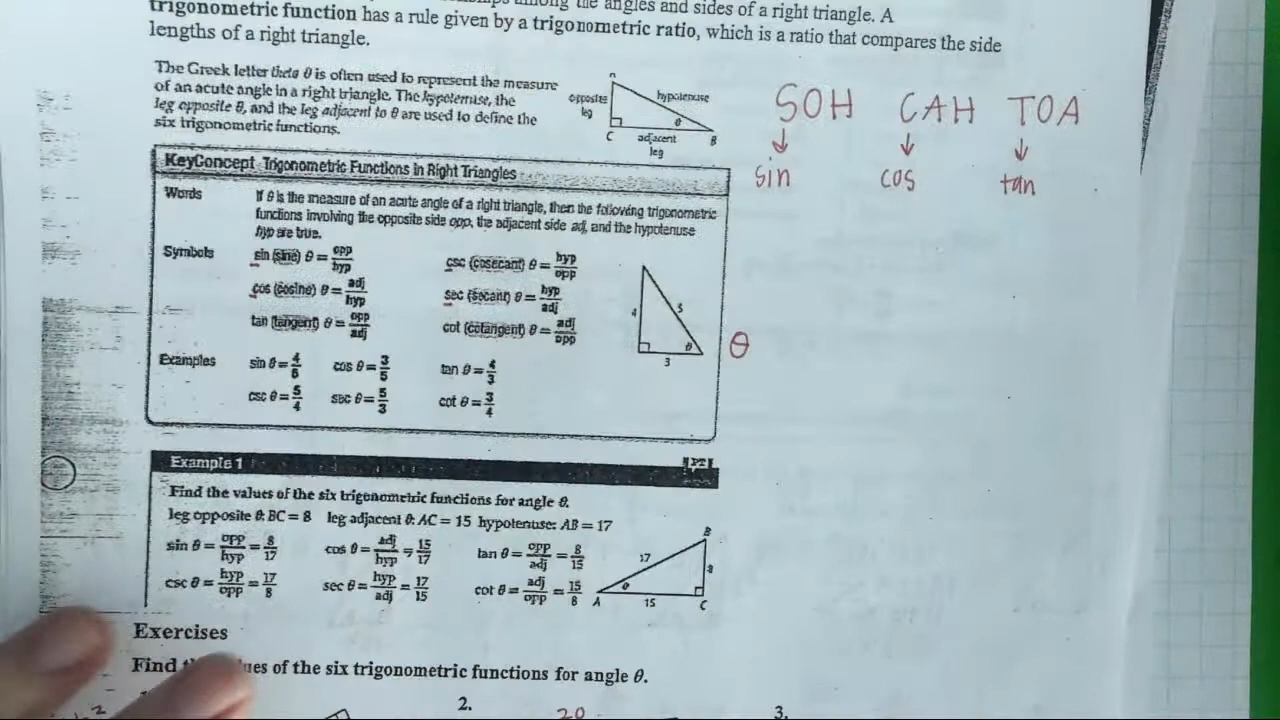 among the angles and sides of a right triangle. A
trigonometric function has a rule given by a trigonometric ratio, which is a ratio that compares the side
lengths of a right triangle.
The Greek letter theta θ is often used to represent the measure
of an acute angle in a right triangle. The hypotenuse, the
leg opposite θ, and the leg adjacent to θ are used to define the
six trigonometric functions.
opposite
leg
hypotenuse
θ
C
adjacent
leg
B
SOH CAH TOA
↓ ↓ ↓
sin cos tan
KeyConcept Trigonometric Functions in Right Triangles
Words
If θ is the measure of an acute angle of a right triangle, then the following trigonometric
functions involving the opposite side opp, the adjacent side adj, and the hypotenuse
hyp are true.
Symbols
sin (sine) θ = opp/hyp csc (cosecant) θ = hyp/opp
cos (cosine) θ = adj/hyp sec (secant) θ = hyp/adj
tan (tangent) θ = opp/adj cot (cotangent) θ = adj/opp
4 5
θ
3
θ
Examples
sin θ = 4/5 cos θ = 3/5 tan θ = 4/3
csc θ = 5/4 sec θ = 5/3 cot θ = 3/4
Example 1
Find the values of the six trigonometric functions for angle θ.
leg opposite θ: BC = 8 leg adjacent θ: AC = 15 hypotenuse: AB = 17
sin θ = opp/hyp = 8/17 cos θ = adj/hyp = 15/17 tan θ = opp/adj = 8/15
csc θ = hyp/opp = 17/8 sec θ = hyp/adj = 17/15 cot θ = adj/opp = 15/8
B
17
8
θ
A 15 C
Exercises
Find of the six trigonometric functions for angle θ.
2.
20
3.